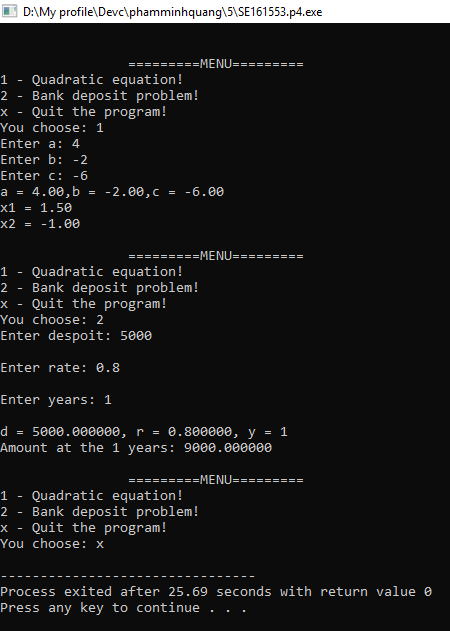 D:\My profile\Devc\phamminhquang\5\SE161553.p4.exe
=========MENU=========
1 - Quadratic equation!
2 - Bank deposit problem!
x - Quit the program!
You choose: 1
Enter a: 4
Enter b: -2
Enter c: -6
a = 4.00,b = -2.00,c = -6.00
x1 = 1.50
x2 = -1.00
=========MENU=========
1 - Quadratic equation!
2 - Bank deposit problem!
x - Quit the program!
You choose: 2
Enter despoit: 5000
Enter rate: 0.8
Enter years: 1
d = 5000.000000, r = 0.800000, y = 1
Amount at the 1 years: 9000.000000
=========MENU=========
1 - Quadratic equation!
2 - Bank deposit problem!
x - Quit the program!
You choose: x
--------------------------------
Process exited after 25.69 seconds with return value 0
Press any key to continue . . .